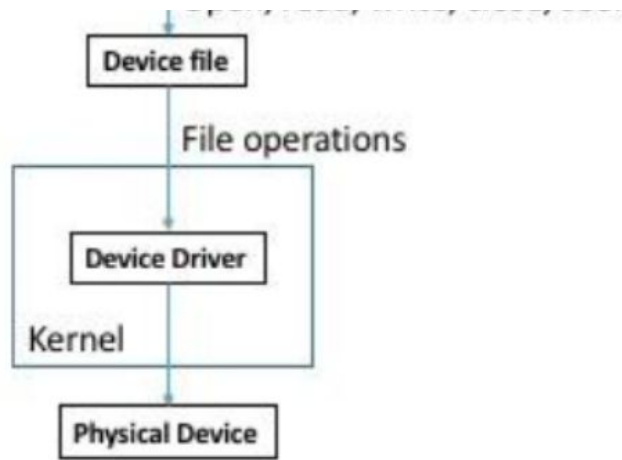 Device file
File operations
Device Driver
Kernel
Physical Device